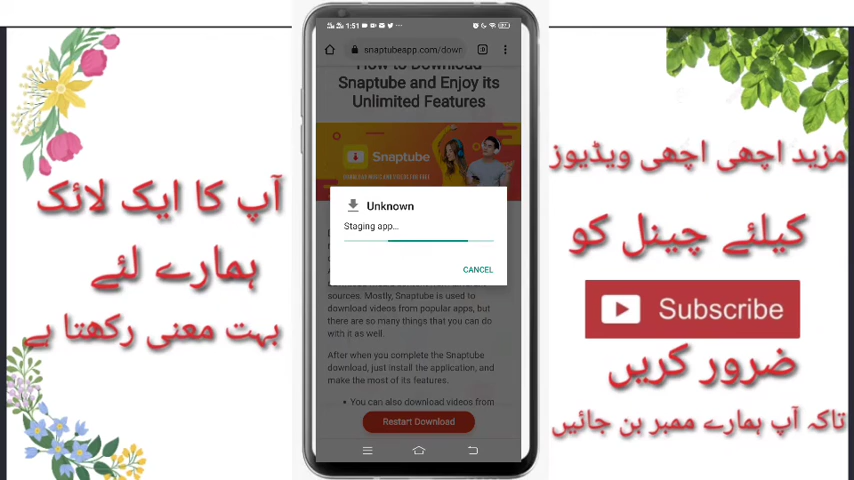 آپ کا ایک لائک
ہمارے لئے
بہت معنی رکھتا ہے
1:51
snaptubeapp.com/down
How to Download
Snaptube and Enjoy its
Unlimited Features
Snaptube
Unknown
Staging app...
CANCEL
sources. Mostly, Snaptube is used to
download videos from popular apps, but
there are so many things that you can do
with it as well.
After when you complete the Snaptube
download, just install the application, and
make the most of its features.
• You can also download videos from
Restart Download
مزید اچھی اچھی ویڈیوز
کیلئے چینل کو
Subscribe
ضرور کریں
تاکہ آپ ہمارے ممبر بن جائیں